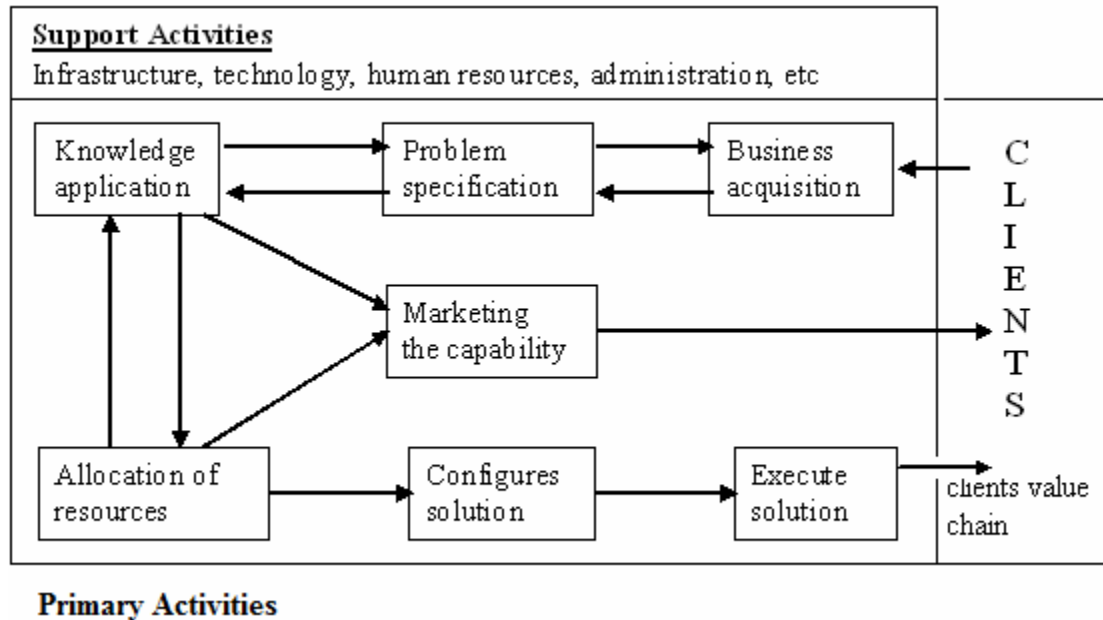 Support Activities
Infrastructure, technology, human resources, administration, etc
Knowledge
application
Problem
specification
Business
acquisition
C
L
I
E
N
T
S
Marketing
the capability
Allocation of
resources
Configures
solution
Execute
solution
clients value
chain
Primary Activities